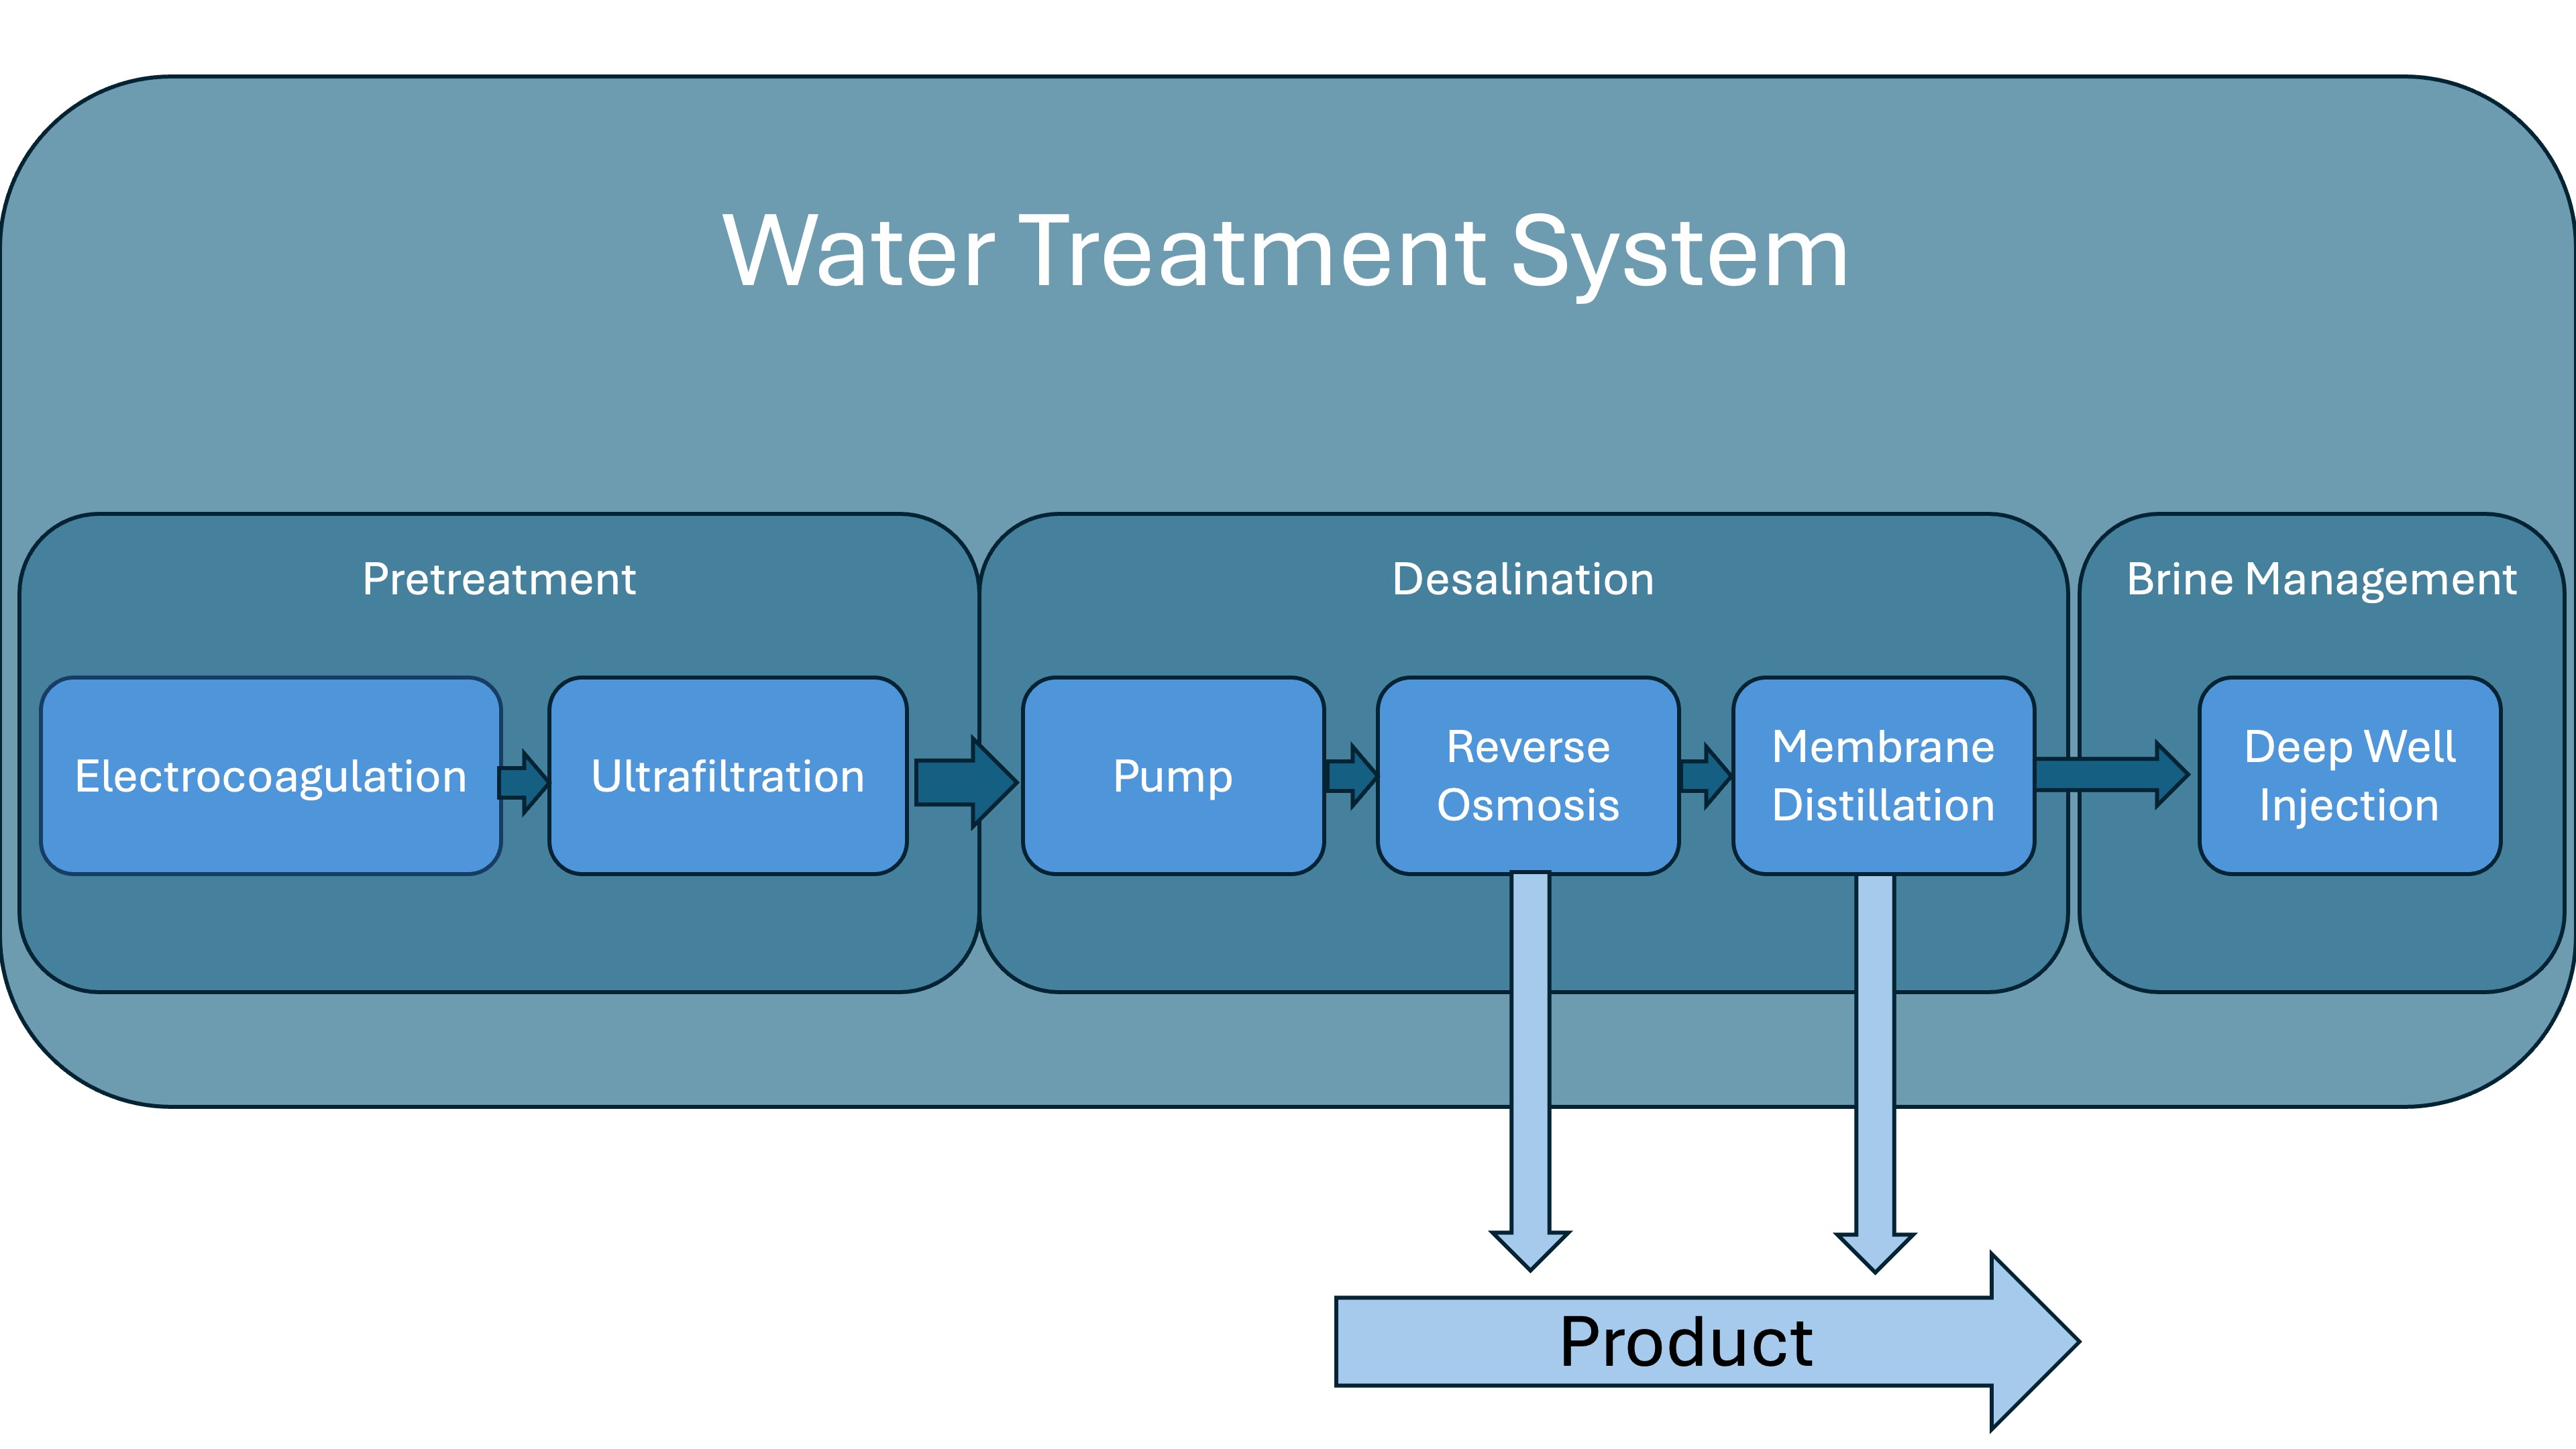 Water Treatment System
Pretreatment
Desalination
Brine Management
Electrocoagulation
Ultrafiltration
Pump
Reverse
Osmosis
Membrane
Distillation
Deep Well
Injection
Product